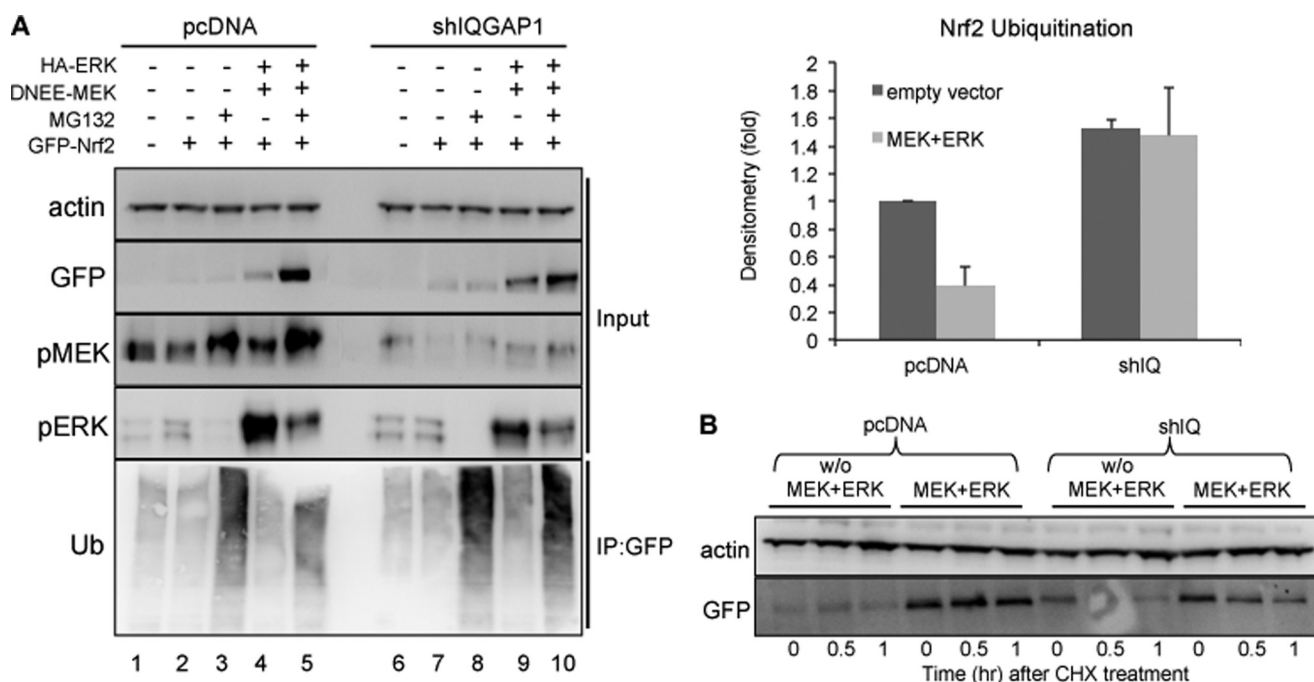 A
pcDNA shIQGAP1
HA-ERK - - - + + - - - + +
DNEE-MEK - - - + + - - - + +
MG132 - - + - + - - + - +
GFP-Nrf2 - + + + + - + + + +
actin
GFP
pMEK
pERK
Input
Ub
IP:GFP
1 2 3 4 5 6 7 8 9 10
Nrf2 Ubiquitination
Densitometry (fold)
2
1.8
1.6
1.4
1.2
1
0.8
0.6
0.4
0.2
0
empty vector
MEK+ERK
pcDNA shIQ
B
pcDNA shIQ
w/o w/o
MEK+ERK MEK+ERK MEK+ERK MEK+ERK
actin
GFP
0 0.5 1 0 0.5 1 0 0.5 1 0 0.5 1
Time (hr) after CHX treatment